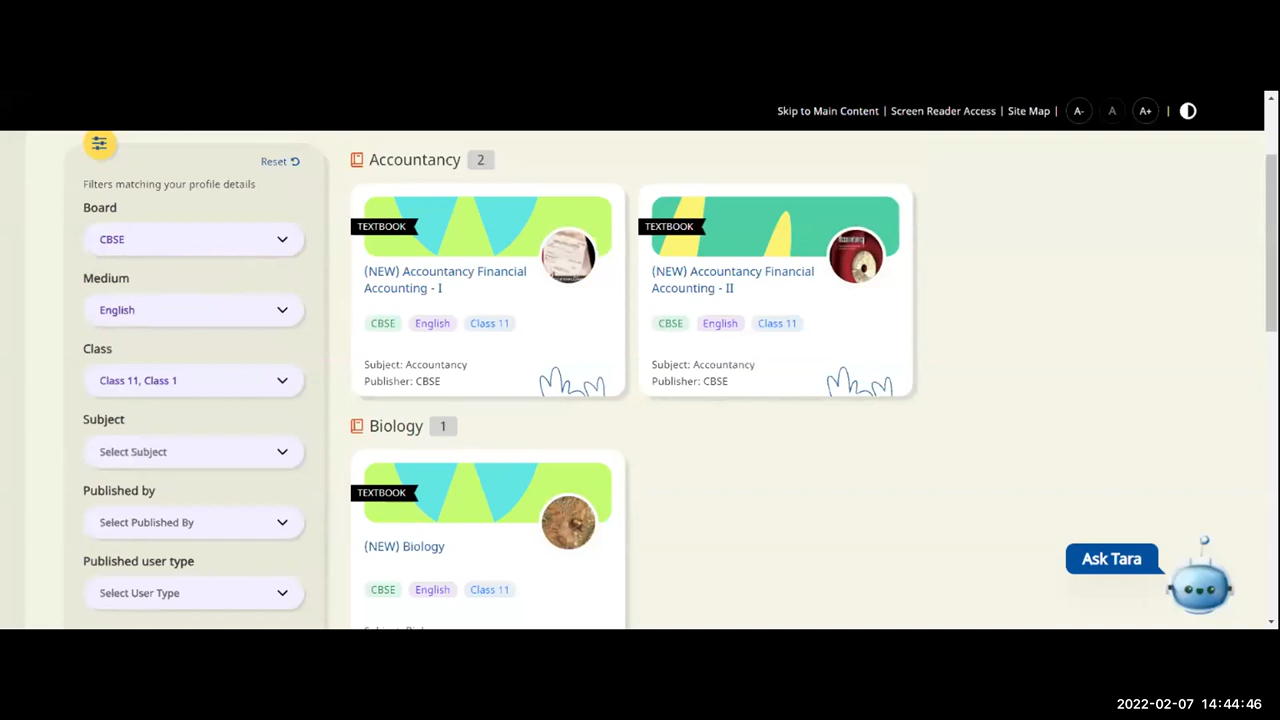 Skip to Main Content | Screen Reader Access | Site Map | A- A A+ |
Reset
Filters matching your profile details
Board
CBSE
Medium
English
Class
Class 11, Class 1
Subject
Select Subject
Published by
Select Published By
Published user type
Select User Type
Accountancy 2
TEXTBOOK
(NEW) Accountancy Financial
Accounting - I
CBSE English Class 11
Subject: Accountancy
Publisher: CBSE
TEXTBOOK
(NEW) Accountancy Financial
Accounting - II
CBSE English Class 11
Subject: Accountancy
Publisher: CBSE
Biology 1
TEXTBOOK
(NEW) Biology
CBSE English Class 11
Ask Tara
2022-02-07 14:44:46